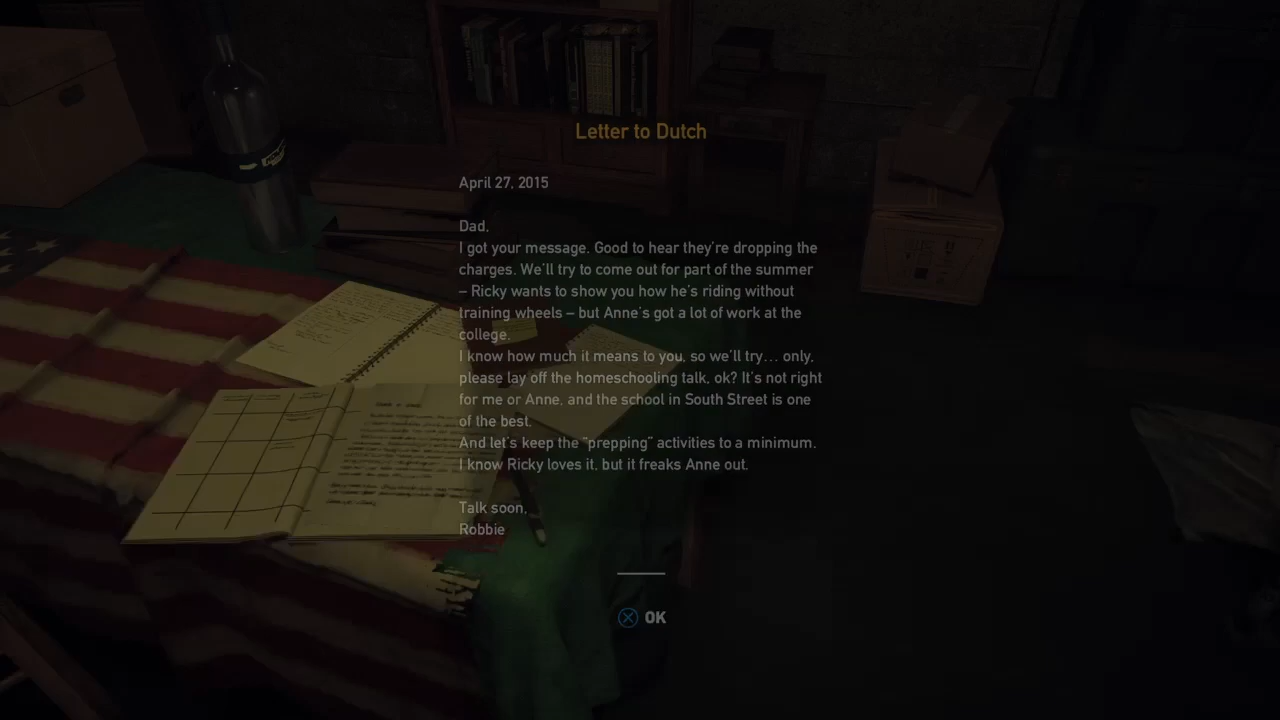 Letter to Dutch
April 27, 2015
Dad,
I got your message. Good to hear they're dropping the
charges. We'll try to come out for part of the summer
– Ricky wants to show you how he's riding without
training wheels – but Anne's got a lot of work at the
college.
I know how much it means to you, so we'll try... only,
please lay off the homeschooling talk, ok? It's not right
for me or Anne, and the school in South Street is one
of the best.
And let's keep the "prepping" activities to a minimum.
I know Ricky loves it, but it freaks Anne out.
Talk soon,
Robbie
OK